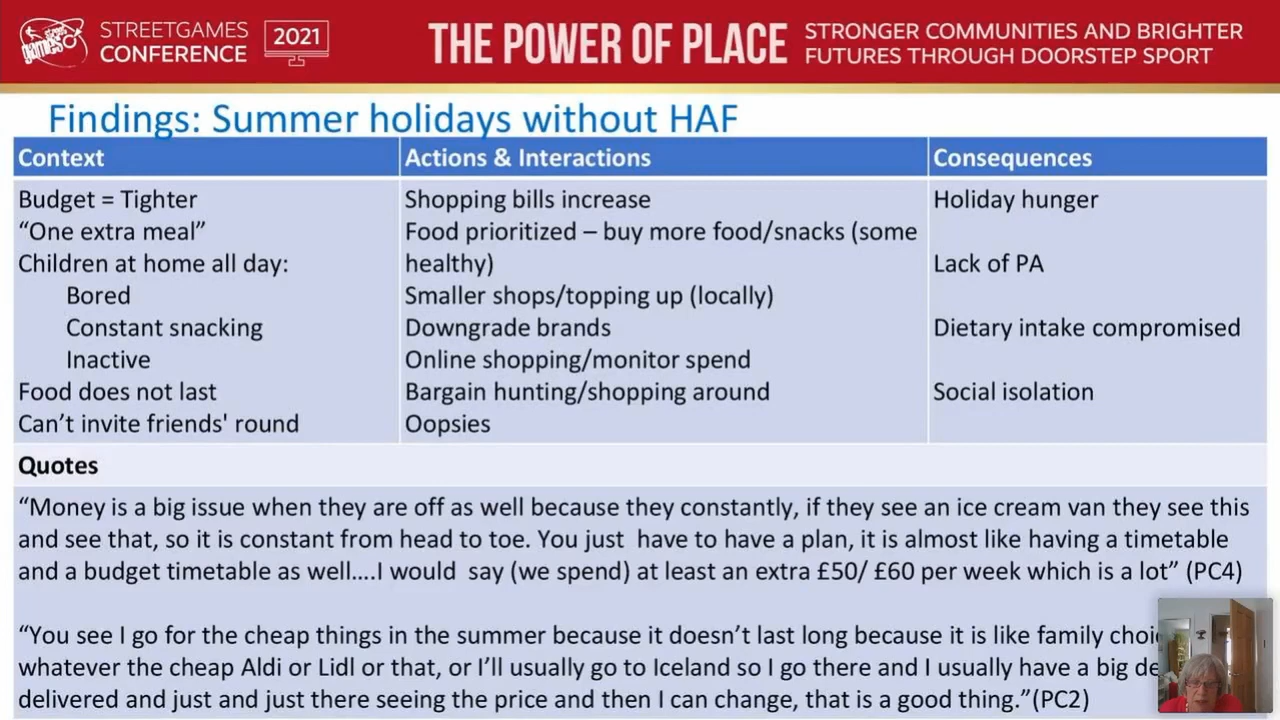 street games
STREETGAMES
CONFERENCE
2021
THE POWER OF PLACE
STRONGER COMMUNITIES AND BRIGHTER
FUTURES THROUGH DOORSTEP SPORT
Findings: Summer holidays without HAF
Context
Budget = Tighter
“One extra meal”
Children at home all day:
Bored
Constant snacking
Inactive
Food does not last
Can’t invite friends' round
Actions & Interactions
Shopping bills increase
Food prioritized – buy more food/snacks (some
healthy)
Smaller shops/topping up (locally)
Downgrade brands
Online shopping/monitor spend
Bargain hunting/shopping around
Oopsies
Consequences
Holiday hunger
Lack of PA
Dietary intake compromised
Social isolation
Quotes
“Money is a big issue when they are off as well because they constantly, if they see an ice cream van they see this
and see that, so it is constant from head to toe. You just have to have a plan, it is almost like having a timetable
and a budget timetable as well….I would say (we spend) at least an extra £50/ £60 per week which is a lot” (PC4)
“You see I go for the cheap things in the summer because it doesn’t last long because it is like family
whatever the cheap Aldi or Lidl or that, or I’ll usually go to Iceland so I go there and I usually have a big
delivered and just and just there seeing the price and then I can change, that is a good thing.”(PC2)